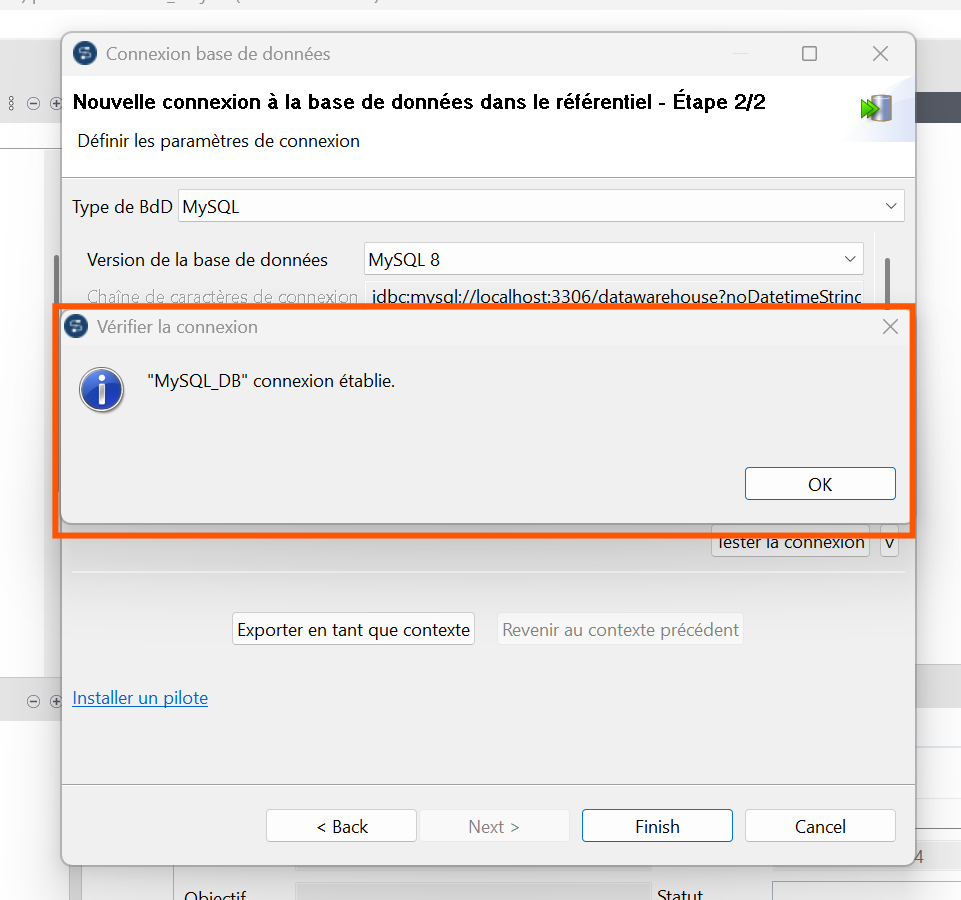 Connexion base de données
Nouvelle connexion à la base de données dans le référentiel - Étape 2/2
Définir les paramètres de connexion
Type de BdD MySQL
Version de la base de données MySQL 8
Chaîne de caractères de connexion jdbc:mysql://localhost:3306/datawarehouse?noDatetimeString
Vérifier la connexion
"MySQL_DB" connexion établie.
OK
Tester la connexion v
Exporter en tant que contexte Revenir au contexte précédent
Installer un pilote
< Back Next > Finish Cancel
4
Objectif Statut